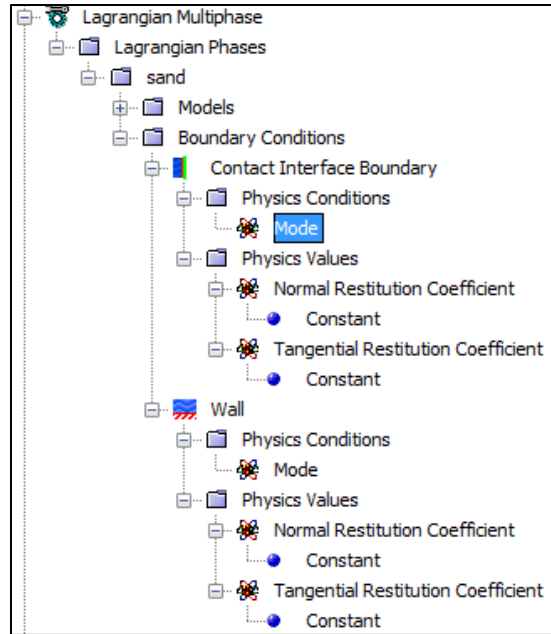 Lagrangian Multiphase
Lagrangian Phases
sand
Models
Boundary Conditions
Contact Interface Boundary
Physics Conditions
Mode
Physics Values
Normal Restitution Coefficient
Constant
Tangential Restitution Coefficient
Constant
Wall
Physics Conditions
Mode
Physics Values
Normal Restitution Coefficient
Constant
Tangential Restitution Coefficient
Constant